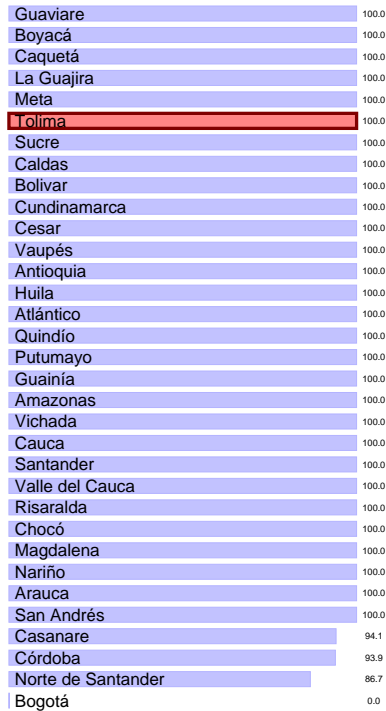 Guaviare 100.0
Boyacá 100.0
Caquetá 100.0
La Guajira 100.0
Meta 100.0
Tolima 100.0
Sucre 100.0
Caldas 100.0
Bolivar 100.0
Cundinamarca 100.0
Cesar 100.0
Vaupés 100.0
Antioquia 100.0
Huila 100.0
Atlántico 100.0
Quindío 100.0
Putumayo 100.0
Guainía 100.0
Amazonas 100.0
Vichada 100.0
Cauca 100.0
Santander 100.0
Valle del Cauca 100.0
Risaralda 100.0
Chocó 100.0
Magdalena 100.0
Nariño 100.0
Arauca 100.0
San Andrés 100.0
Casanare 94.1
Córdoba 93.9
Norte de Santander 86.7
Bogotá 0.0